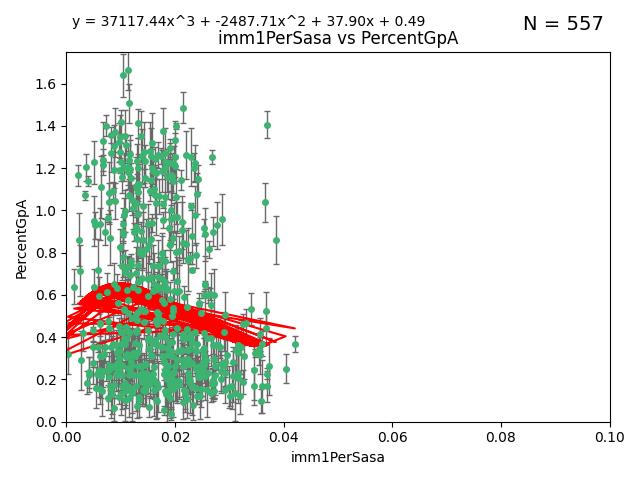 y = 37117.44x^3 + -2487.71x^2 + 37.90x + 0.49
N = 557
imm1PerSasa vs PercentGpA
PercentGpA
1.6
1.4
1.2
1.0
0.8
0.6
0.4
0.2
0.0
0.00 0.02 0.04 0.06 0.08 0.10
imm1PerSasa